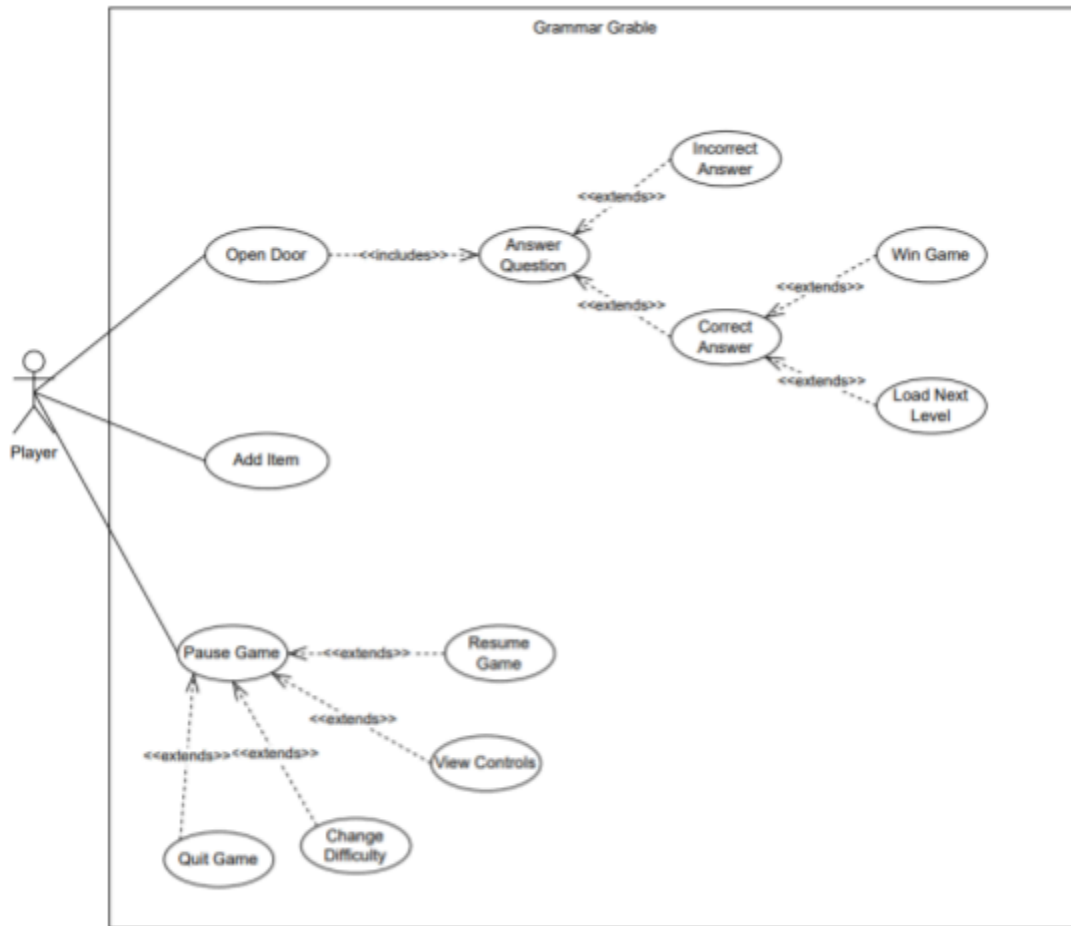 Grammar Grable
Incorrect
Answer
<<extends>>
Open Door
<<includes>>
Answer
Question
Win Game
<<extends>>
<<extends>>
Correct
Answer
<<extends>>
Load Next
Level
Player
Add Item
Pause Game
<<extends>>
Resume
Game
<<extends>>
<<extends>>
<<extends>>
View Controls
Quit Game
Change
Difficulty